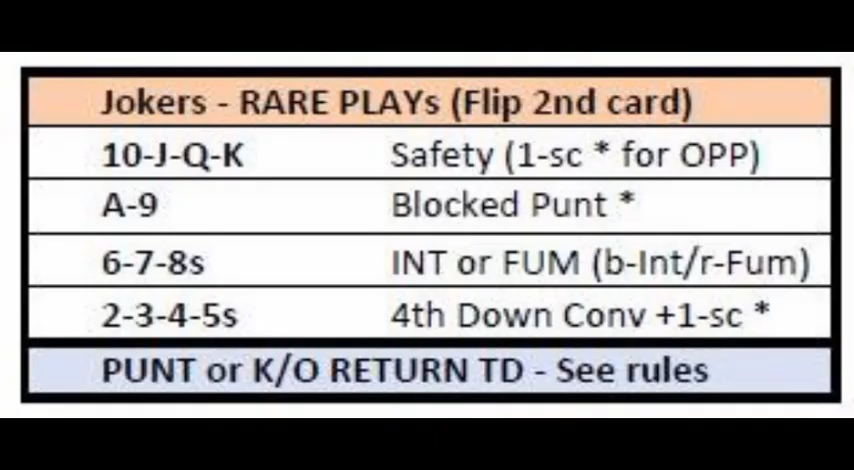 Jokers - RARE PLAYs (Flip 2nd card)
10-J-Q-K Safety (1-sc * for OPP)
A-9 Blocked Punt *
6-7-8s INT or FUM (b-Int/r-Fum)
2-3-4-5s 4th Down Conv +1-sc *
PUNT or K/O RETURN TD - See rules